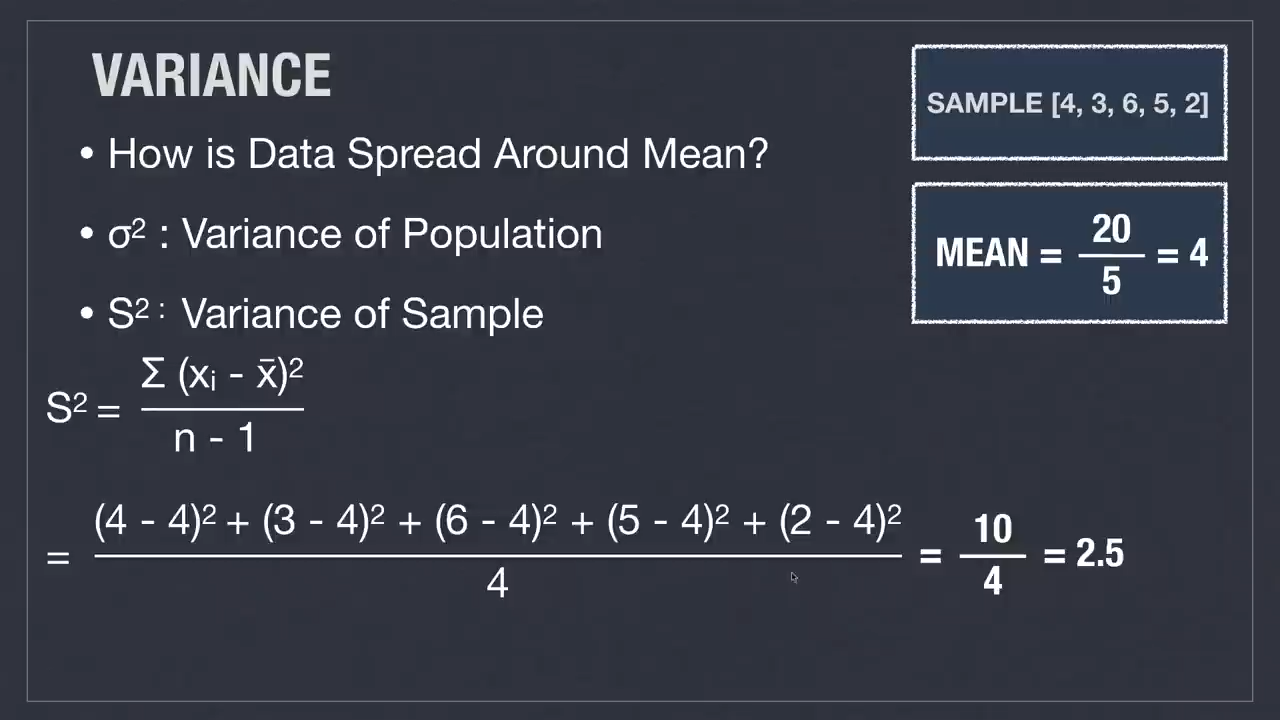 VARIANCE
• How is Data Spread Around Mean?
• σ² : Variance of Population
• S² : Variance of Sample
SAMPLE [4, 3, 6, 5, 2]
MEAN = 20/5 = 4
S² = Σ (xᵢ - x̄)² / n - 1
= (4 - 4)² + (3 - 4)² + (6 - 4)² + (5 - 4)² + (2 - 4)² / 4 = 10/4 = 2.5